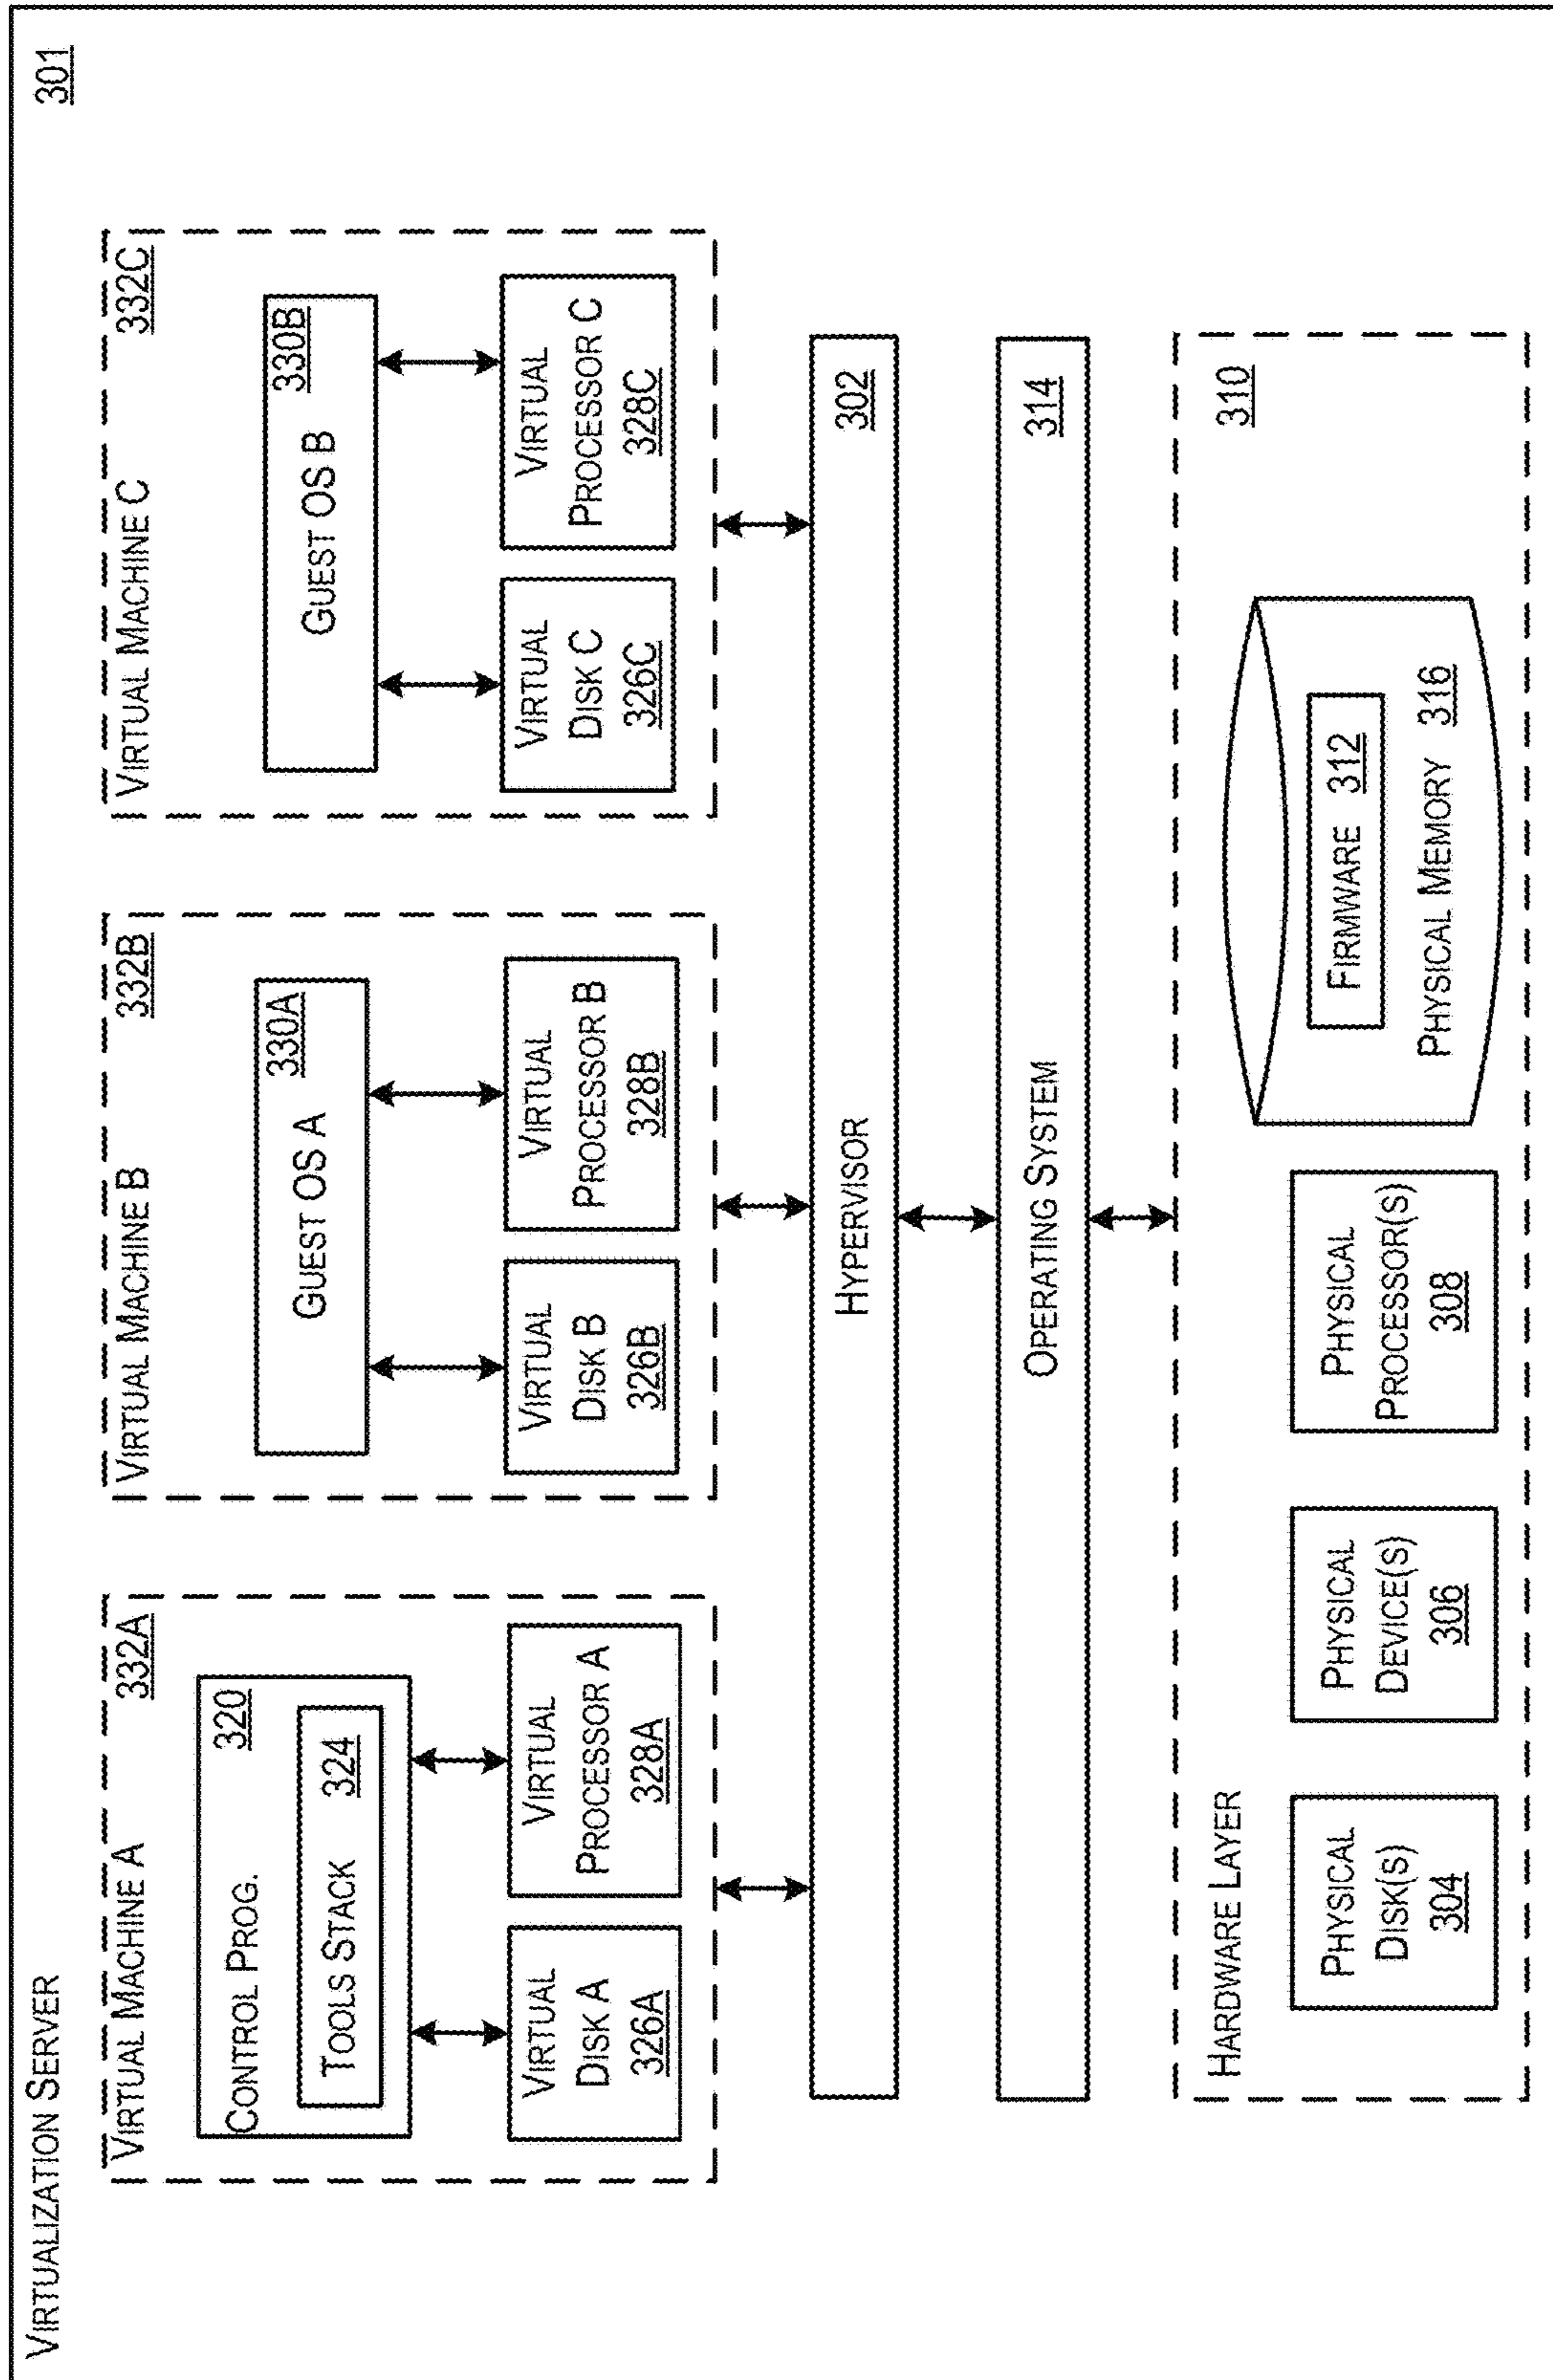 VIRTUALIZATION SERVER
301
VIRTUAL MACHINE A
332A
CONTROL PROG.
320
TOOLS STACK
324
VIRTUAL
DISK A
326A
VIRTUAL
PROCESSOR A
328A
VIRTUAL MACHINE B
332B
GUEST OS A
330A
VIRTUAL
DISK B
326B
VIRTUAL
PROCESSOR B
328B
VIRTUAL MACHINE C
332C
GUEST OS B
330B
VIRTUAL
DISK C
326C
VIRTUAL
PROCESSOR C
328C
HYPERVISOR
302
OPERATING SYSTEM
314
HARDWARE LAYER
310
PHYSICAL
DISK(S)
304
PHYSICAL
DEVICE(S)
306
PHYSICAL
PROCESSOR(S)
308
FIRMWARE 312
PHYSICAL MEMORY 316